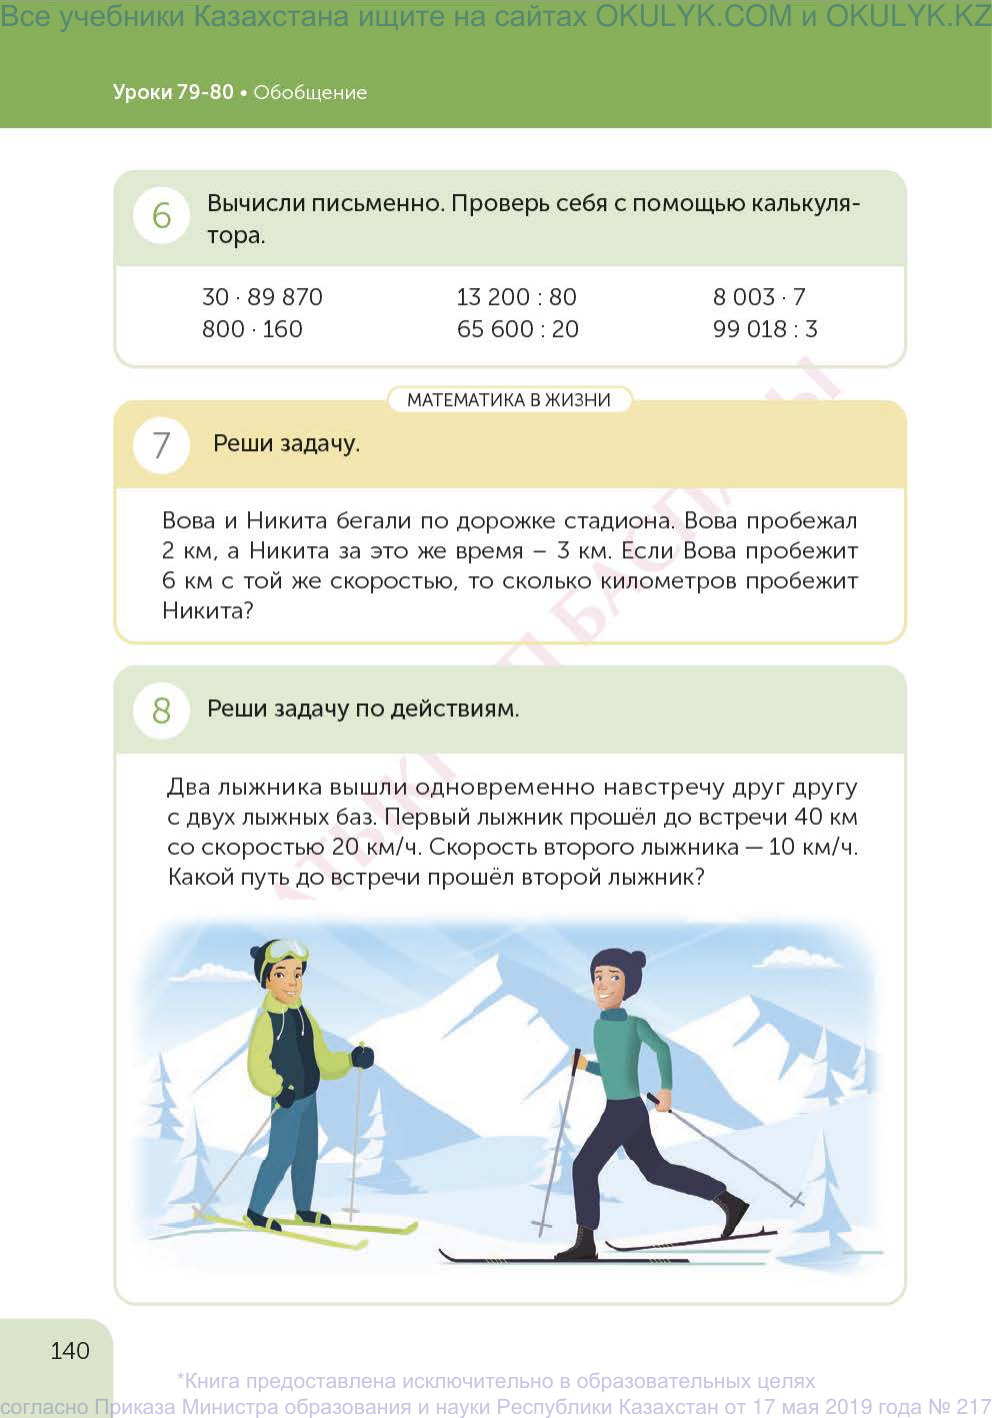 Все учебники Казахстана ищите на сайтах OKULYK.COM и OKULYK.KZ
Уроки 79-80 • Обобщение
6
Вычисли письменно. Проверь себя с помощью калькуля-
тора.
30 · 89 870 13 200 : 80 8 003 · 7
800 · 160 65 600 : 20 99 018 : 3
МАТЕМАТИКА В ЖИЗНИ
7
Реши задачу.
Вова и Никита бегали по дорожке стадиона. Вова пробежал
2 км, а Никита за это же время – 3 км. Если Вова пробежит
6 км с той же скоростью, то сколько километров пробежит
Никита?
8
Реши задачу по действиям.
Два лыжника вышли одновременно навстречу друг другу
с двух лыжных баз. Первый лыжник прошёл до встречи 40 км
со скоростью 20 км/ч. Скорость второго лыжника — 10 км/ч.
Какой путь до встречи прошёл второй лыжник?
140
*Книга предоставлена исключительно в образовательных целях
согласно Приказа Министра образования и науки Республики Казахстан от 17 мая 2019 года № 217